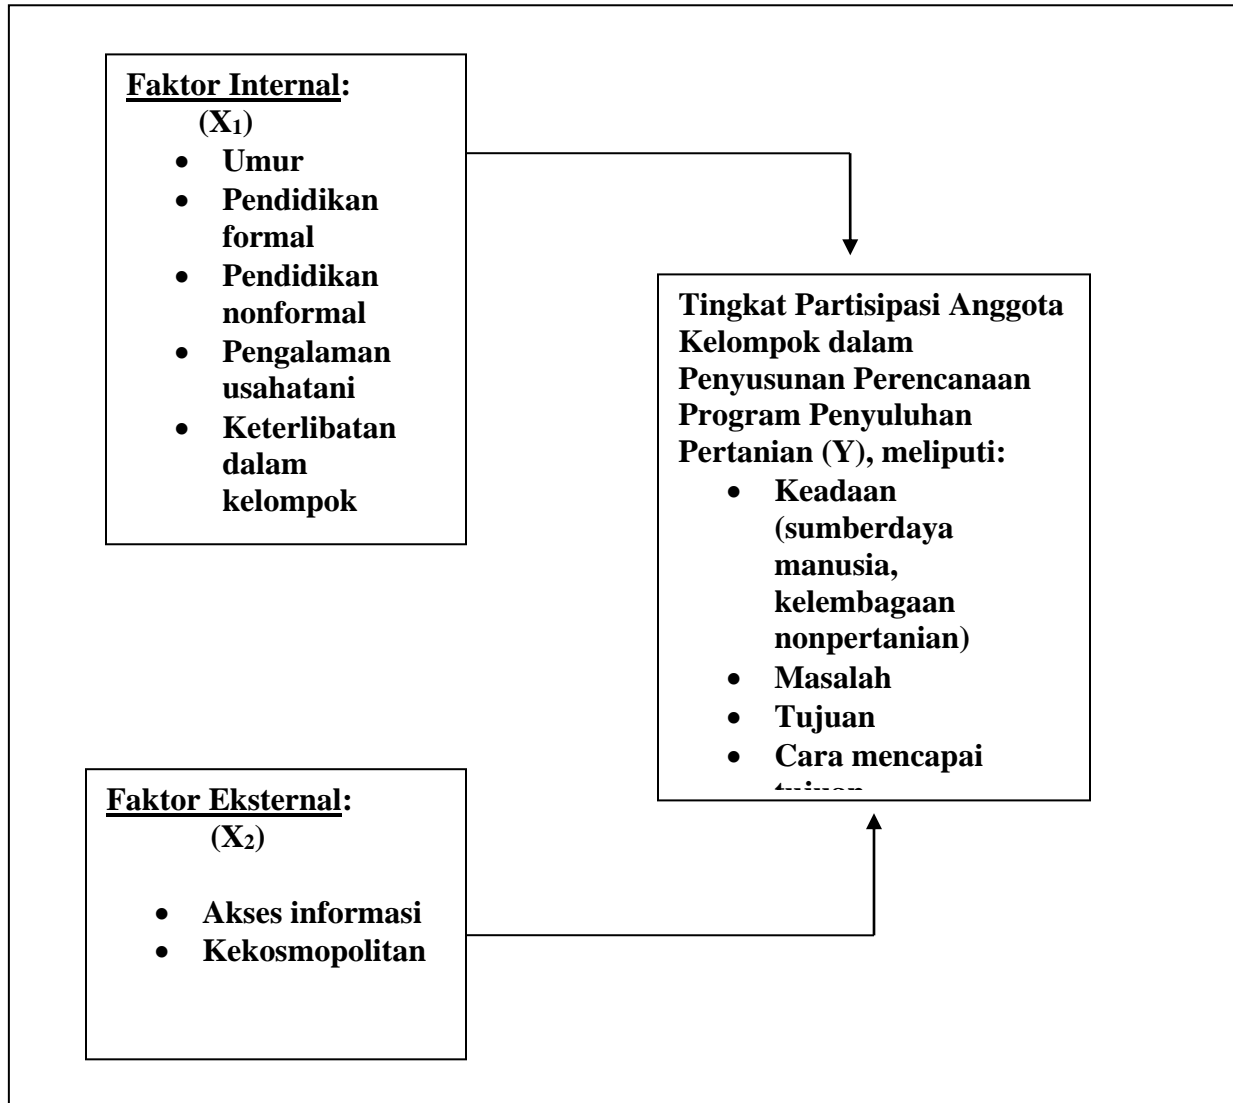 Faktor Internal:
(X₁)
• Umur
• Pendidikan
formal
• Pendidikan
nonformal
• Pengalaman
usahatani
• Keterlibatan
dalam
kelompok
Tingkat Partisipasi Anggota
Kelompok dalam
Penyusunan Perencanaan
Program Penyuluhan
Pertanian (Y), meliputi:
• Keadaan
(sumberdaya
manusia,
kelembagaan
nonpertanian)
• Masalah
• Tujuan
• Cara mencapai
Faktor Eksternal:
(X₂)
• Akses informasi
• Kekosmopolitan